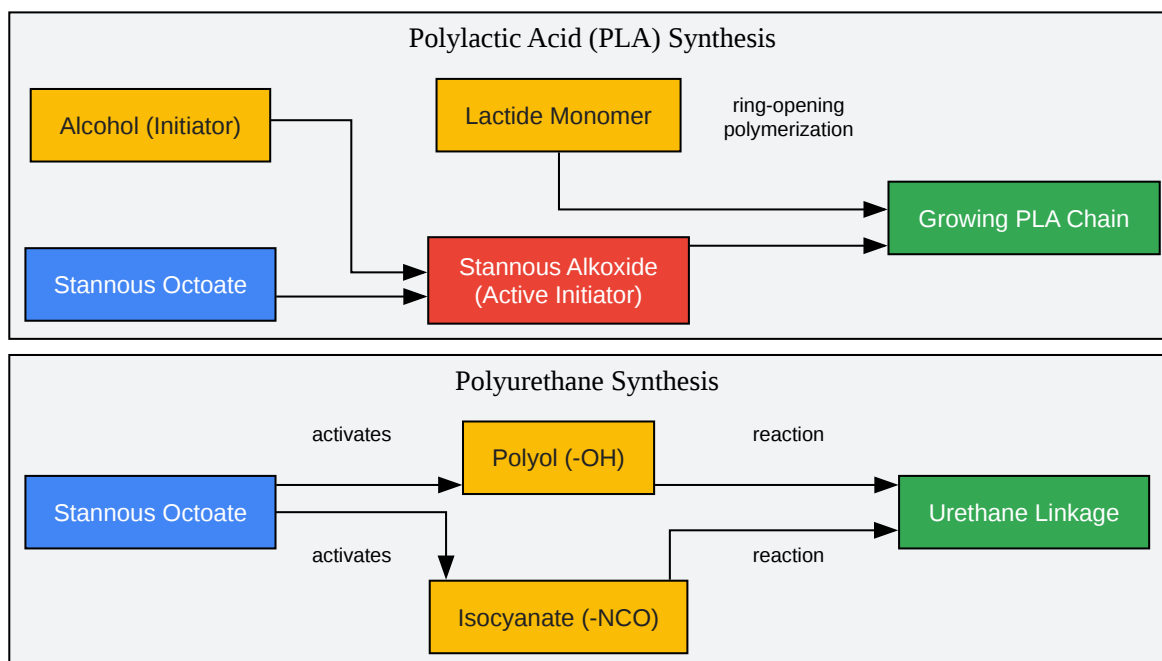 Polylactic Acid (PLA) Synthesis
Alcohol (Initiator)
Lactide Monomer
ring-opening
polymerization
Growing PLA Chain
Stannous Octoate
Stannous Alkoxide
(Active Initiator)
Polyurethane Synthesis
activates
Polyol (-OH)
reaction
Stannous Octoate
Urethane Linkage
activates
reaction
Isocyanate (-NCO)